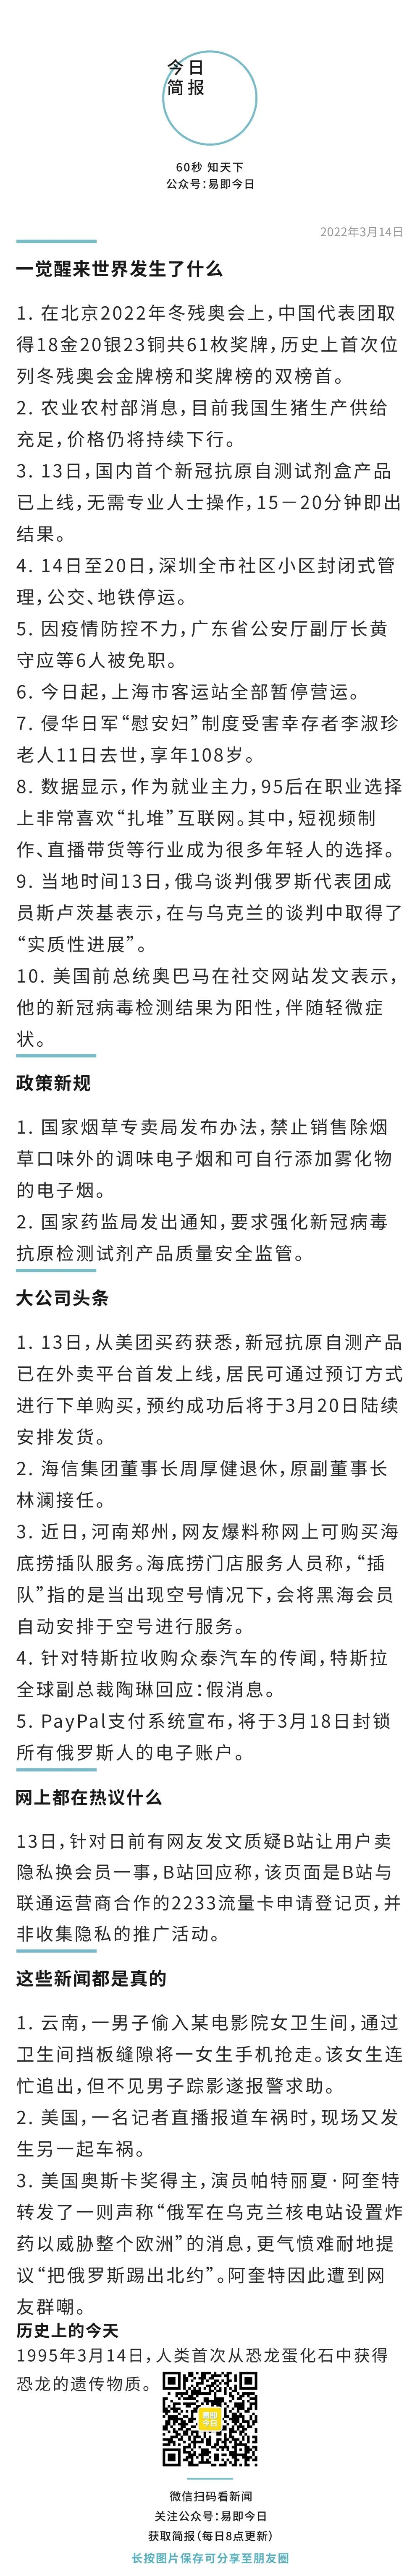 今日
简报
60秒 知天下
公众号:易即今日
2022年3月14日
一觉醒来世界发生了什么
1. 在北京2022年冬残奥会上,中国代表团取
得18金20银23铜共61枚奖牌,历史上首次位
列冬残奥会金牌榜和奖牌榜的双榜首。
2. 农业农村部消息,目前我国生猪生产供给
充足,价格仍将持续下行。
3. 13日,国内首个新冠抗原自测试剂盒产品
已上线,无需专业人士操作,15－20分钟即出
结果。
4. 14日至20日,深圳全市社区小区封闭式管
理,公交、地铁停运。
5. 因疫情防控不力,广东省公安厅副厅长黄
守应等6人被免职。
6. 今日起,上海市客运站全部暂停营运。
7. 侵华日军“慰安妇”制度受害幸存者李淑珍
老人11日去世,享年108岁。
8. 数据显示,作为就业主力,95后在职业选择
上非常喜欢“扎堆”互联网。其中,短视频制
作、直播带货等行业成为很多年轻人的选择。
9. 当地时间13日,俄乌谈判俄罗斯代表团成
员斯卢茨基表示,在与乌克兰的谈判中取得了
“实质性进展”。
10. 美国前总统奥巴马在社交网站发文表示,
他的新冠病毒检测结果为阳性,伴随轻微症
状。
政策新规
1. 国家烟草专卖局发布办法,禁止销售除烟
草口味外的调味电子烟和可自行添加雾化物
的电子烟。
2. 国家药监局发出通知,要求强化新冠病毒
抗原检测试剂产品质量安全监管。
大公司头条
1. 13日,从美团买药获悉,新冠抗原自测产品
已在外卖平台首发上线,居民可通过预订方式
进行下单购买,预约成功后将于3月20日陆续
安排发货。
2. 海信集团董事长周厚健退休,原副董事长
林澜接任。
3. 近日,河南郑州,网友爆料称网上可购买海
底捞插队服务。海底捞门店服务人员称,“插
队”指的是当出现空号情况下,会将黑海会员
自动安排于空号进行服务。
4. 针对特斯拉收购众泰汽车的传闻,特斯拉
全球副总裁陶琳回应:假消息。
5. PayPal支付系统宣布,将于3月18日封锁
所有俄罗斯人的电子账户。
网上都在热议什么
13日,针对日前有网友发文质疑B站让用户卖
隐私换会员一事,B站回应称,该页面是B站与
联通运营商合作的2233流量卡申请登记页,并
非收集隐私的推广活动。
这些新闻都是真的
1. 云南,一男子偷入某电影院女卫生间,通过
卫生间挡板缝隙将一女生手机抢走。该女生连
忙追出,但不见男子踪影遂报警求助。
2. 美国,一名记者直播报道车祸时,现场又发
生另一起车祸。
3. 美国奥斯卡奖得主,演员帕特丽夏·阿奎特
转发了一则声称“俄军在乌克兰核电站设置炸
药以威胁整个欧洲”的消息,更气愤难耐地提
议“把俄罗斯踢出北约”。阿奎特因此遭到网
友群嘲。
历史上的今天
1995年3月14日,人类首次从恐龙蛋化石中获得
恐龙的遗传物质。
易即
今日
微信扫码看新闻
关注公众号:易即今日
获取简报(每日8点更新)
长按图片保存可分享至朋友圈